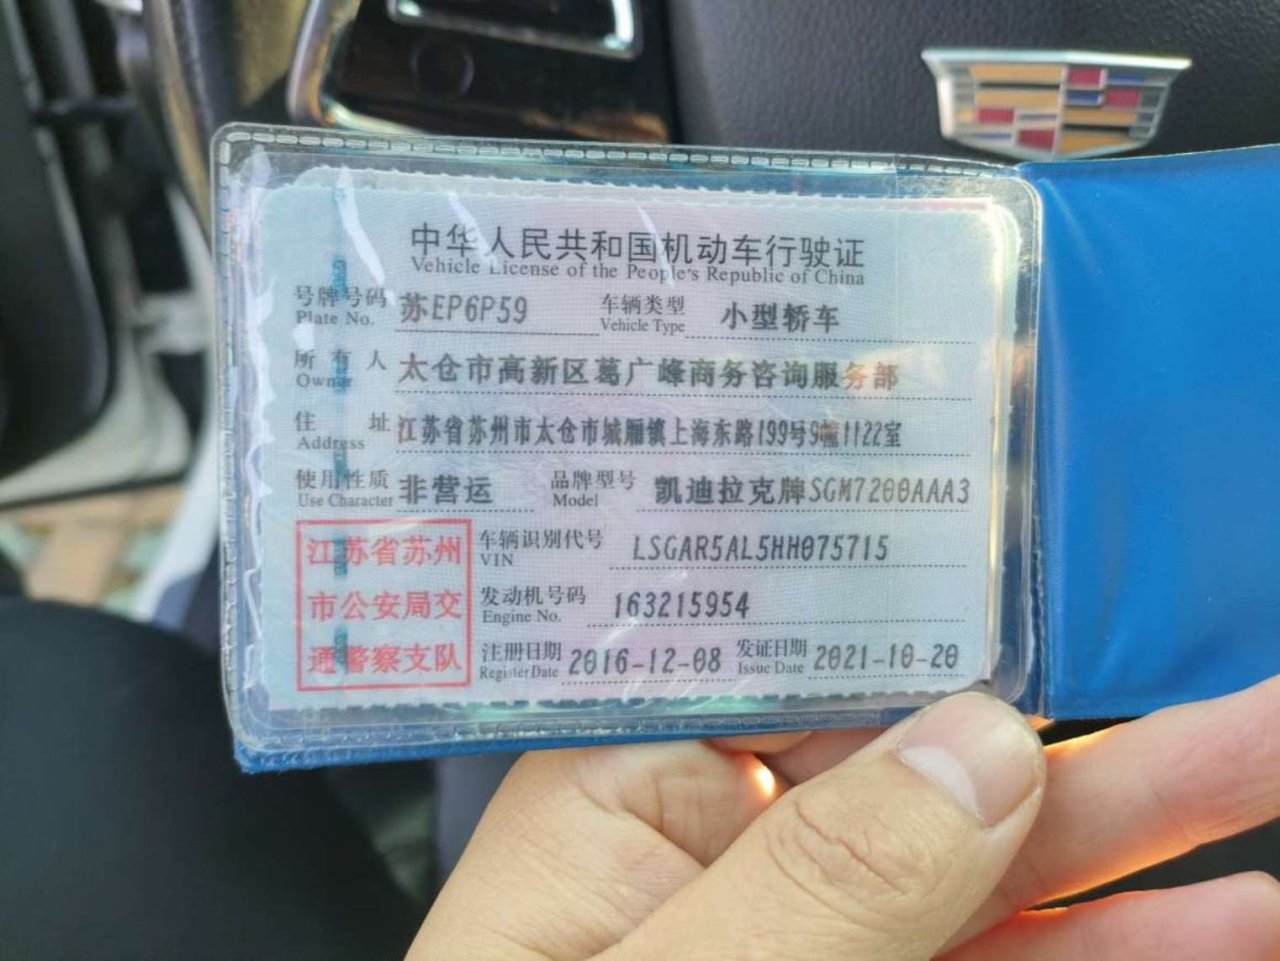 中华人民共和国机动车行驶证
Vehicle License of the People's Republic of China
号牌号码 苏EP6P59 车辆类型 小型轿车
Plate No. Vehicle Type
所有人 太仓市高新区葛广峰商务咨询服务部
Owner
住址 江苏省苏州市太仓市城厢镇上海东路199号9幢1122室
Address
使用性质 非营运 品牌型号 凯迪拉克牌SGM7200AAA3
Use Character Model
江苏省苏州 车辆识别代号 LSGAR5AL5HH075715
VIN
市公安局交 发动机号码 163215954
Engine No.
通警察支队 注册日期 2016-12-08 发证日期 2021-10-20
Register Date Issue Date